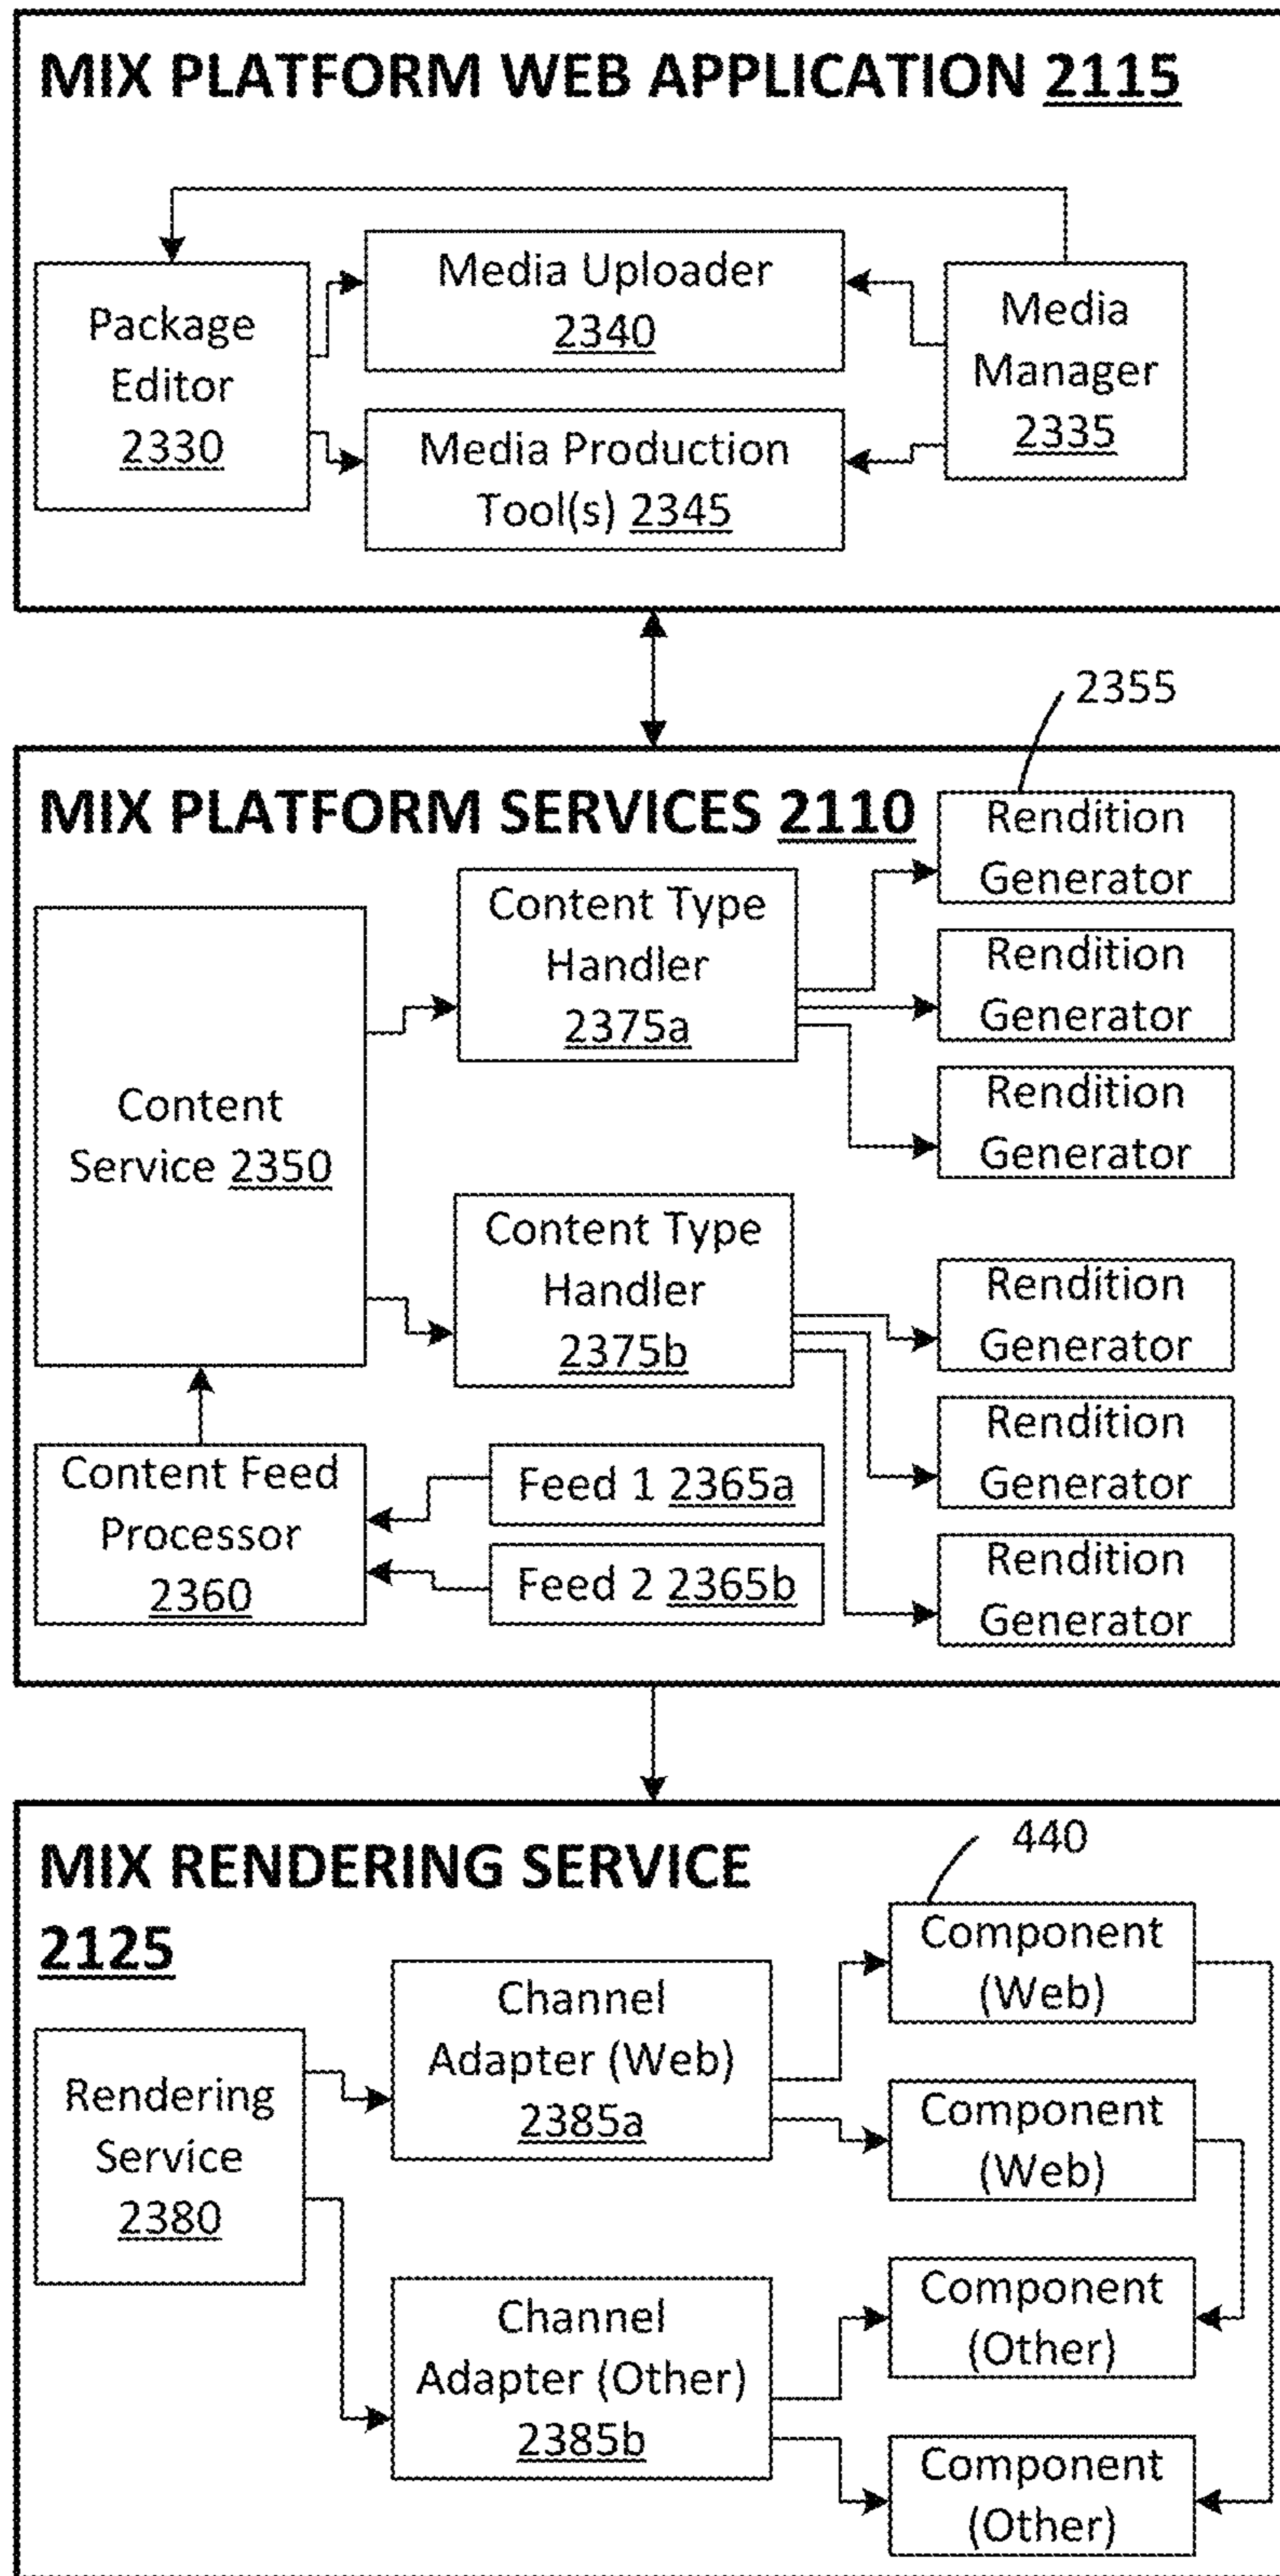 MIX PLATFORM WEB APPLICATION 2115
Package
Editor
2330
Media Uploader
2340
Media Production
Tool(s) 2345
Media
Manager
2335
2355
MIX PLATFORM SERVICES 2110
Content
Service 2350
Content Type
Handler
2375a
Rendition
Generator
Rendition
Generator
Rendition
Generator
Content Type
Handler
2375b
Rendition
Generator
Rendition
Generator
Rendition
Generator
Content Feed
Processor
2360
Feed 1 2365a
Feed 2 2365b
MIX RENDERING SERVICE
2125
440
Rendering
Service
2380
Channel
Adapter (Web)
2385a
Component
(Web)
Component
(Web)
Channel
Adapter (Other)
2385b
Component
(Other)
Component
(Other)